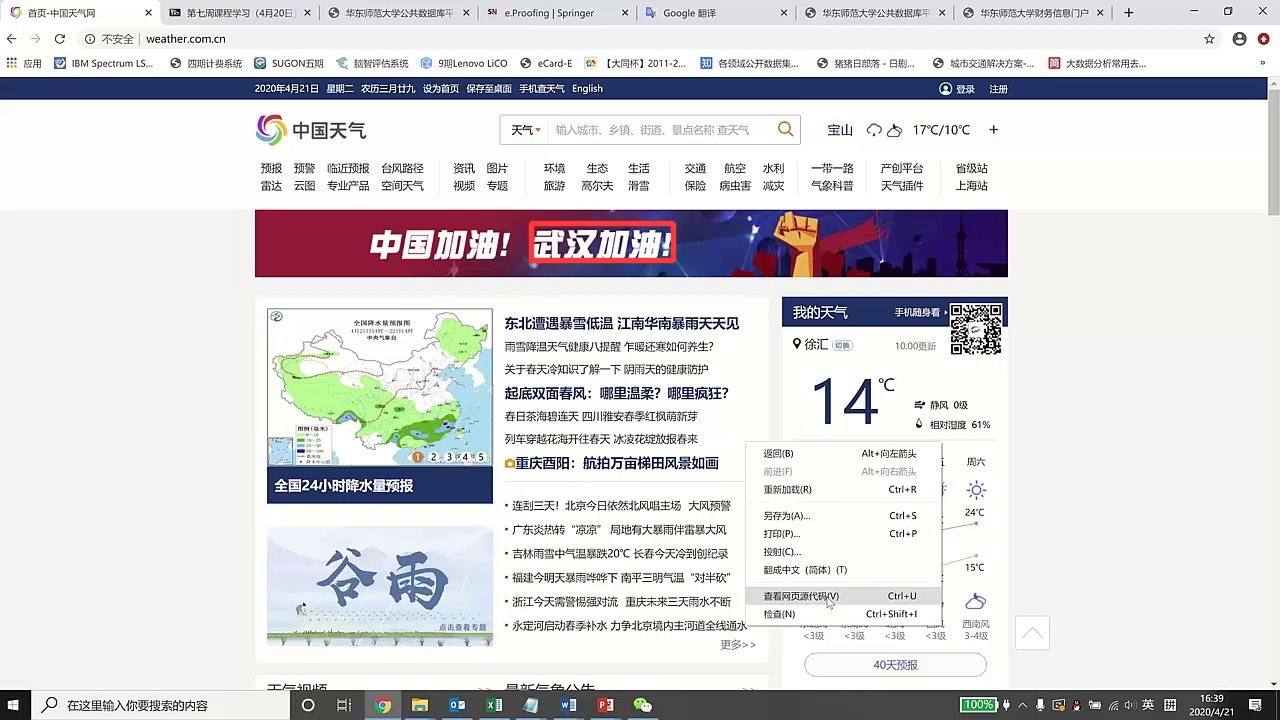 首页-中国天气网
第七周课程学习（4月20日）
华东师范大学公共数据库平
e.Proofing | Springer
Google 翻译
华东师范大学公共数据库平
华东师范大学财务信息门户
不安全 weather.com.cn
应用 IBM Spectrum LS... 四期计费系统 SUGON五期 脑智评估系统 9期Lenovo LiCO eCard-E 【大同杯】2011-2... 各领域公开数据集... 猪猪日部落 - 日剧... 城市交通解决方案-... 大数据分析常用去...
2020年4月21日 星期二 农历三月廿九 设为首页 保存至桌面 手机查天气 English 登录 注册
中国天气 天气 输入城市、乡镇、街道、景点名称 查天气 宝山 17℃/10℃ +
预报 预警 临近预报 台风路径 资讯 图片 环境 生态 生活 交通 航空 水利 一带一路 产创平台 省级站
雷达 云图 专业产品 空间天气 视频 专题 旅游 高尔夫 滑雪 保险 病虫害 减灾 气象科普 天气插件 上海站
中国加油! 武汉加油!
全国降水量预报图
中央气象台
图例(毫米)
1 2 3 4 5
全国24小时降水量预报
谷雨
点击查看专题
东北遭遇暴雪低温 江南华南暴雨天天见
雨雪降温天气健康八提醒 乍暖还寒如何养生?
关于春天冷知识了解一下 阴雨天的健康防护
起底双面春风：哪里温柔？哪里疯狂？
春日茶海碧连天 四川雅安春季红枫萌新芽
列车穿越花海开往春天 冰凌花绽放报春来
重庆酉阳：航拍万亩梯田风景如画
· 连刮三天！北京今日依然北风唱主场 大风预警
· 广东炎热转“凉凉” 局地有大暴雨伴雷暴大风
· 吉林雨雪中气温暴跌20℃ 长春今天冷到创纪录
· 福建今明天暴雨哗哗下 南平三明气温“对半砍”
· 浙江今天需警惕强对流 重庆未来三天雨水不断
· 永定河启动春季补水 力争北京境内主河道全线通水
更多>>
我的天气 手机随身看
徐汇 切换 10:00更新
14℃
静风 0级
相对湿度 61%
周六
24℃
15℃
西南风
<3级 <3级 <3级 <3级 3-4级
40天预报
返回(B) Alt+向左箭头
前进(F) Alt+向右箭头
重新加载(R) Ctrl+R
另存为(A)... Ctrl+S
打印(P)... Ctrl+P
投射(C)...
翻成中文（简体）(T)
查看网页源代码(V) Ctrl+U
检查(N) Ctrl+Shift+I
天气视频 >> 最新气象公告 >>
在这里输入你要搜索的内容
100% 英 拼 16:39
2020/4/21